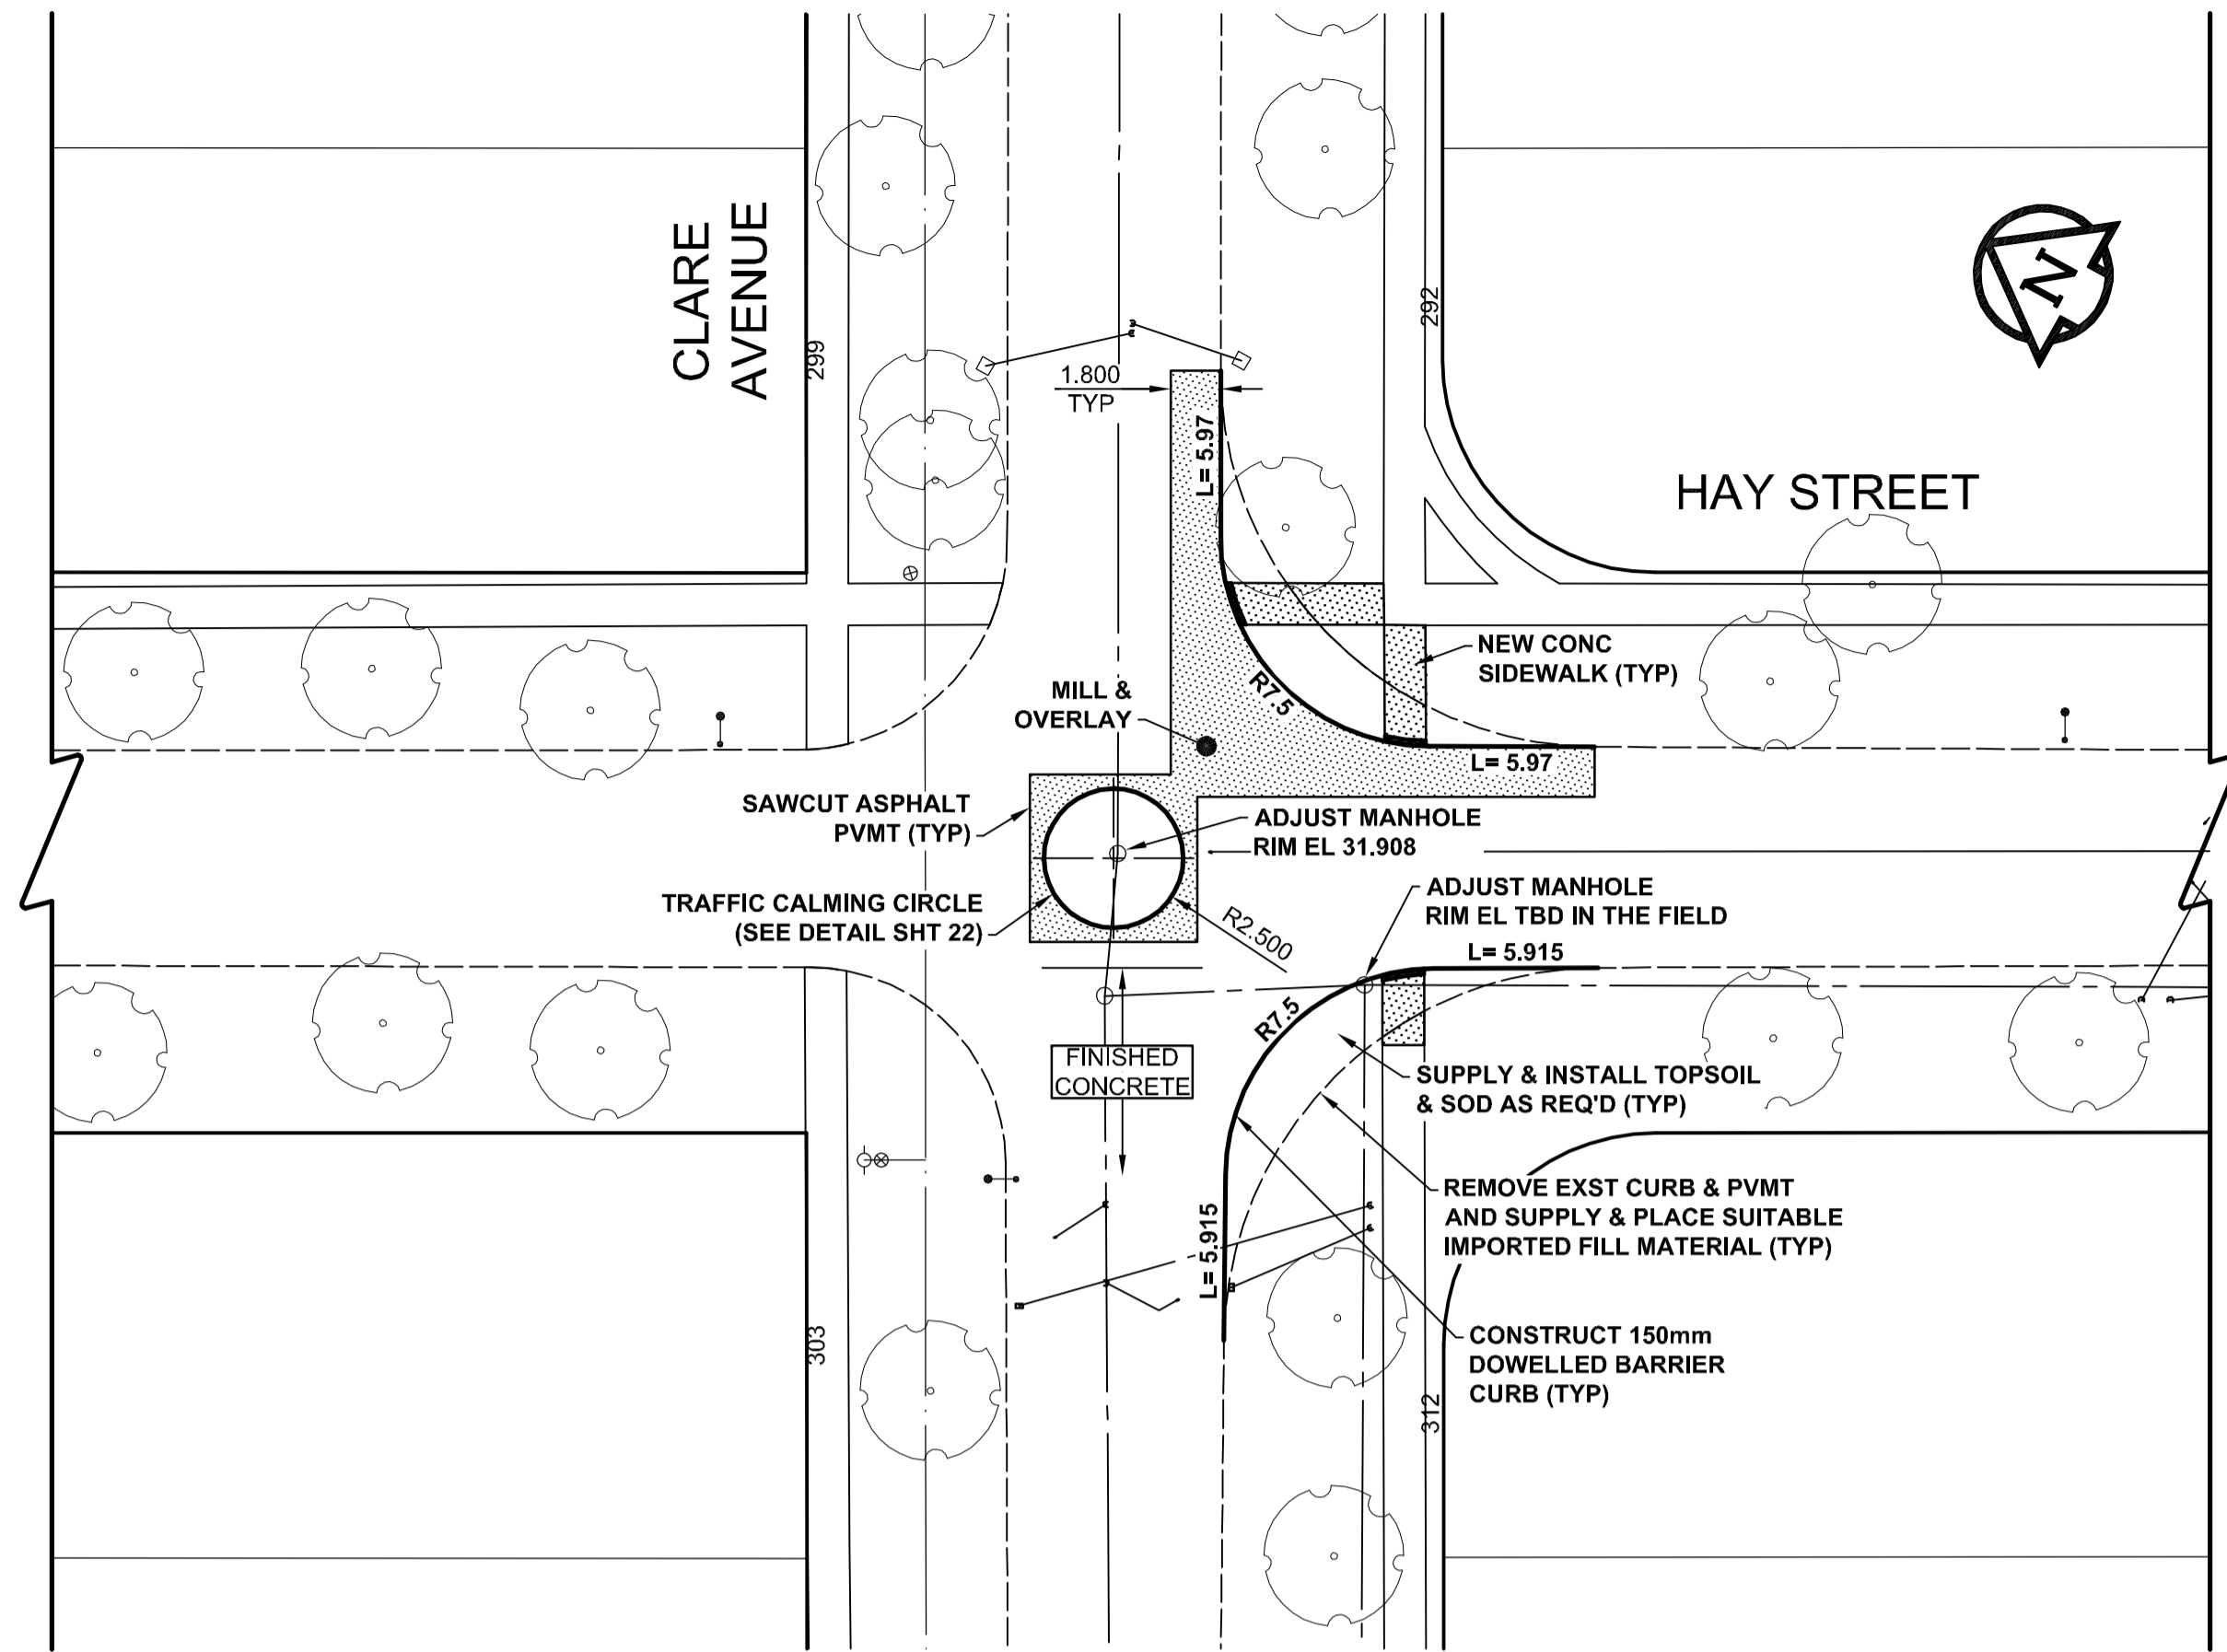 CLARE
AVENUE
299
292
N
1.800
TYP
L= 5.97
HAY STREET
NEW CONC
SIDEWALK (TYP)
MILL &
OVERLAY
R7.5
L= 5.97
SAWCUT ASPHALT
PVMT (TYP)
ADJUST MANHOLE
RIM EL 31.908
TRAFFIC CALMING CIRCLE
(SEE DETAIL SHT 22)
R2.500
ADJUST MANHOLE
RIM EL TBD IN THE FIELD
L= 5.915
R7.5
FINISHED
CONCRETE
SUPPLY & INSTALL TOPSOIL
& SOD AS REQ'D (TYP)
REMOVE EXST CURB & PVMT
AND SUPPLY & PLACE SUITABLE
IMPORTED FILL MATERIAL (TYP)
L= 5.915
303
312
CONSTRUCT 150mm
DOWELLED BARRIER
CURB (TYP)